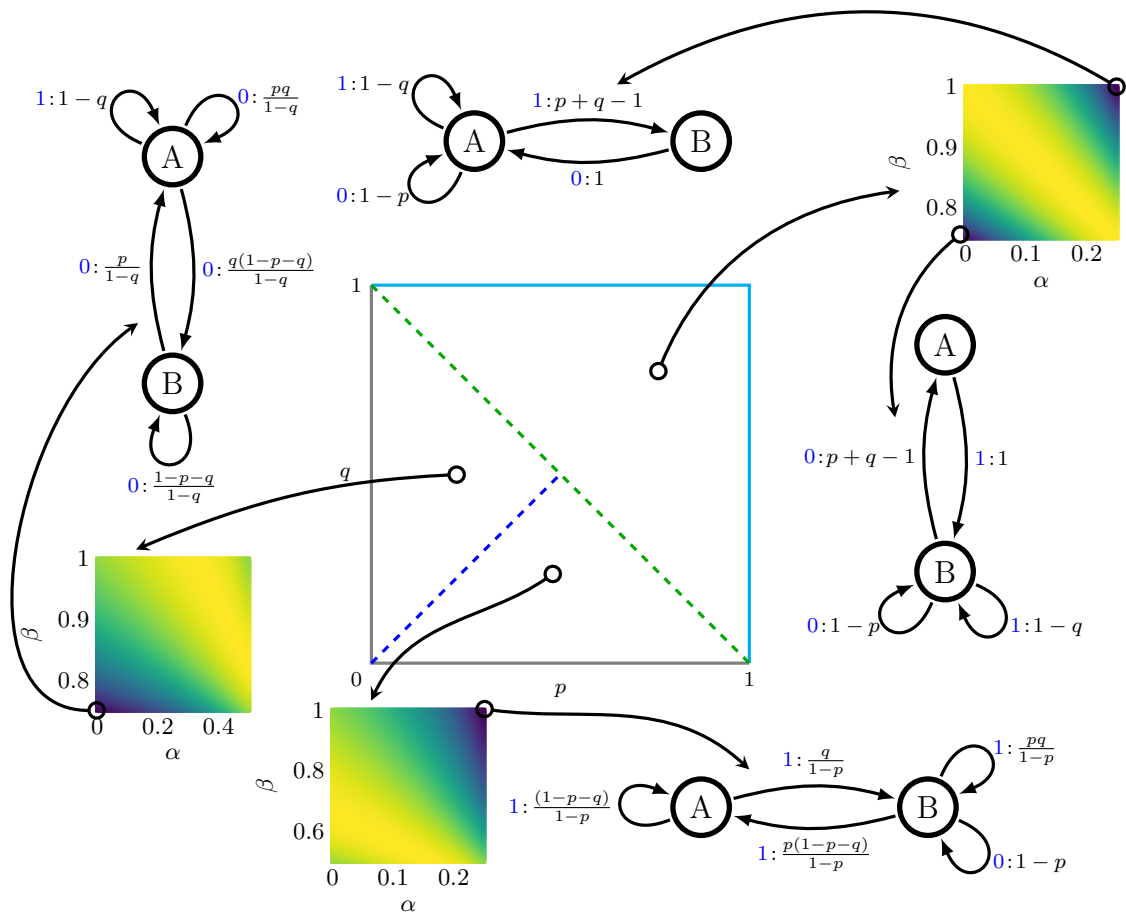 1:1 − q
0: pq/1−q
A
0: p/1−q
0: q(1−p−q)/1−q
B
0: 1−p−q/1−q
1:1 − q
1:p + q − 1
A
B
0:1 − p
0:1
1
0.9
0.8
β
0
0.1
0.2
α
A
0:p + q − 1
1:1
B
0:1 − p
1:1 − q
1
q
0
p
1
1
0.9
0.8
β
0
0.2
0.4
α
1
0.8
0.6
β
0
0.1
0.2
α
1: (1−p−q)/1−p
A
1: q/1−p
1: p(1−p−q)/1−p
B
1: pq/1−p
0:1 − p